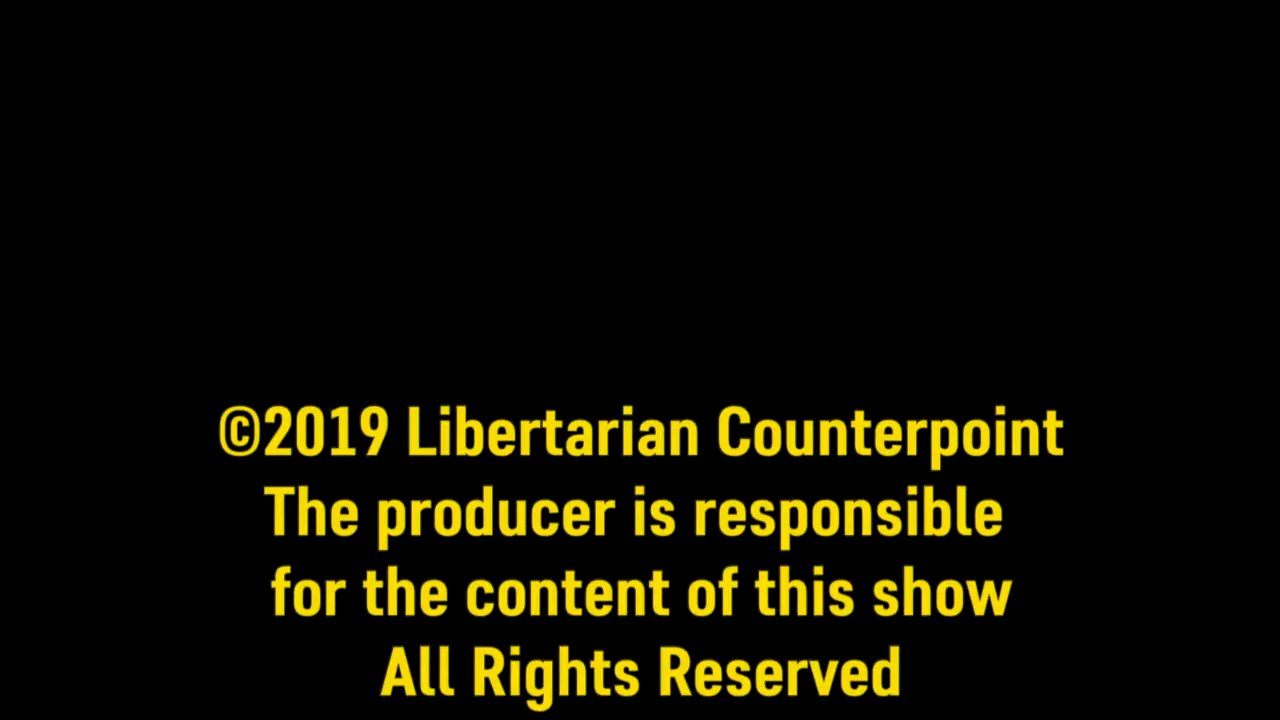 ©2019 Libertarian Counterpoint
The producer is responsible
for the content of this show
All Rights Reserved